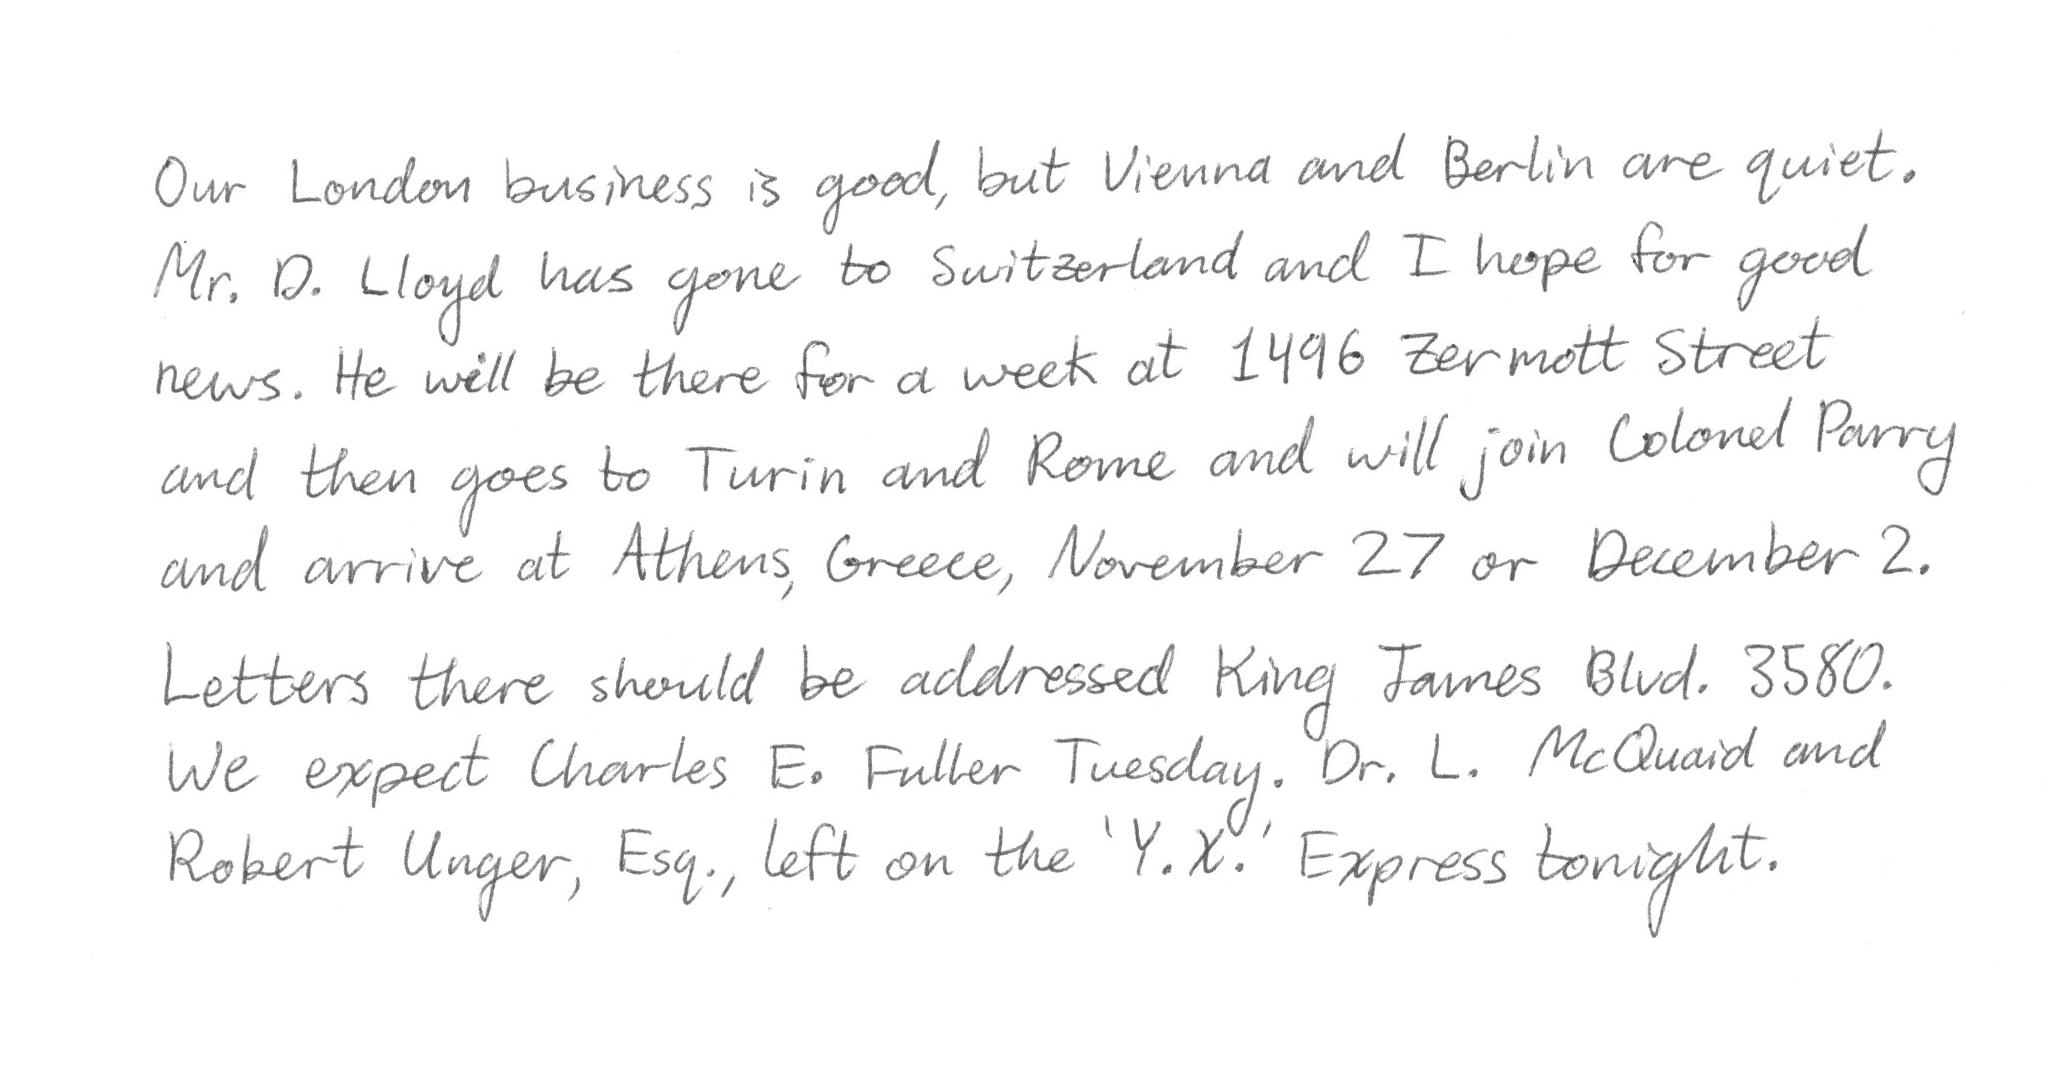 Our London business is good, but Vienna and Berlin are quiet.
Mr. D. Lloyd has gone to Switzerland and I hope for good
news. He will be there for a week at 1496 Zermott Street
and then goes to Turin and Rome and will join Colonel Parry
and arrive at Athens, Greece, November 27 or December 2.
Letters there should be addressed King James Blvd. 3580.
We expect Charles E. Fuller Tuesday. Dr. L. McQuaid and
Robert Unger, Esq., left on the 'Y.X.' Express tonight.